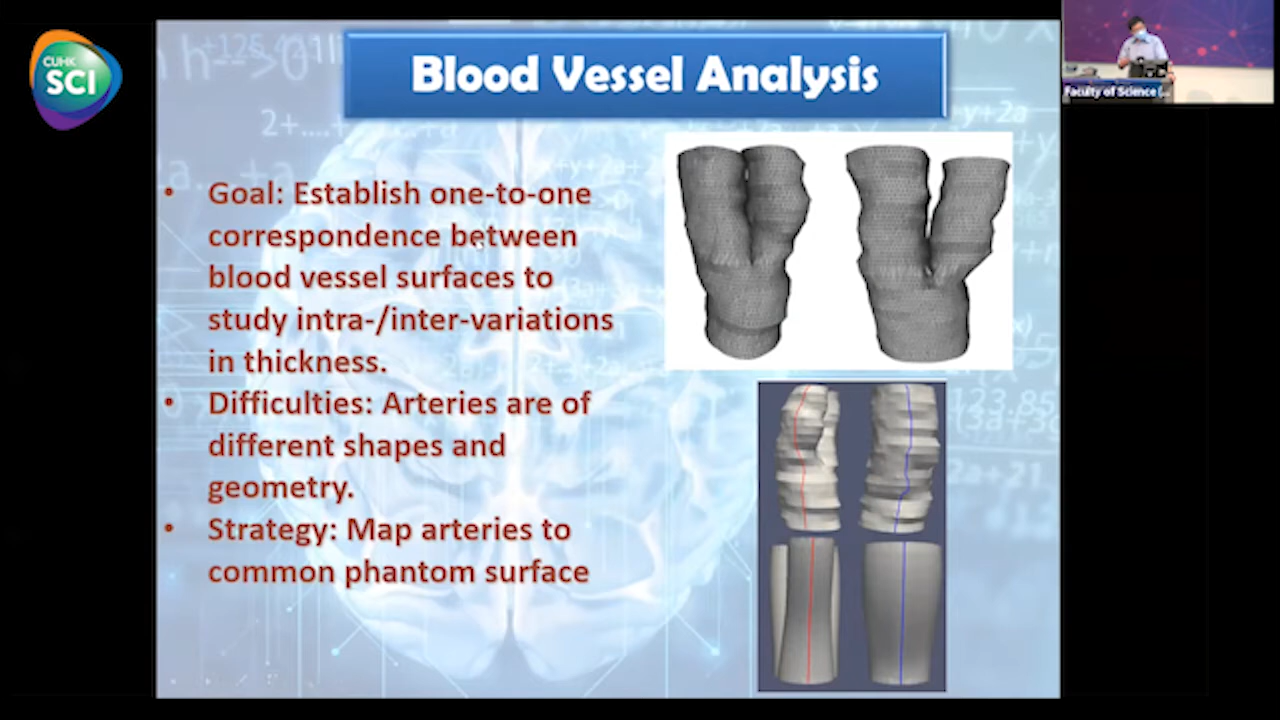 CUHK
SCI
Blood Vessel Analysis
Faculty of Science (...
• Goal: Establish one-to-one
correspondence between
blood vessel surfaces to
study intra-/inter-variations
in thickness.
• Difficulties: Arteries are of
different shapes and
geometry.
• Strategy: Map arteries to
common phantom surface